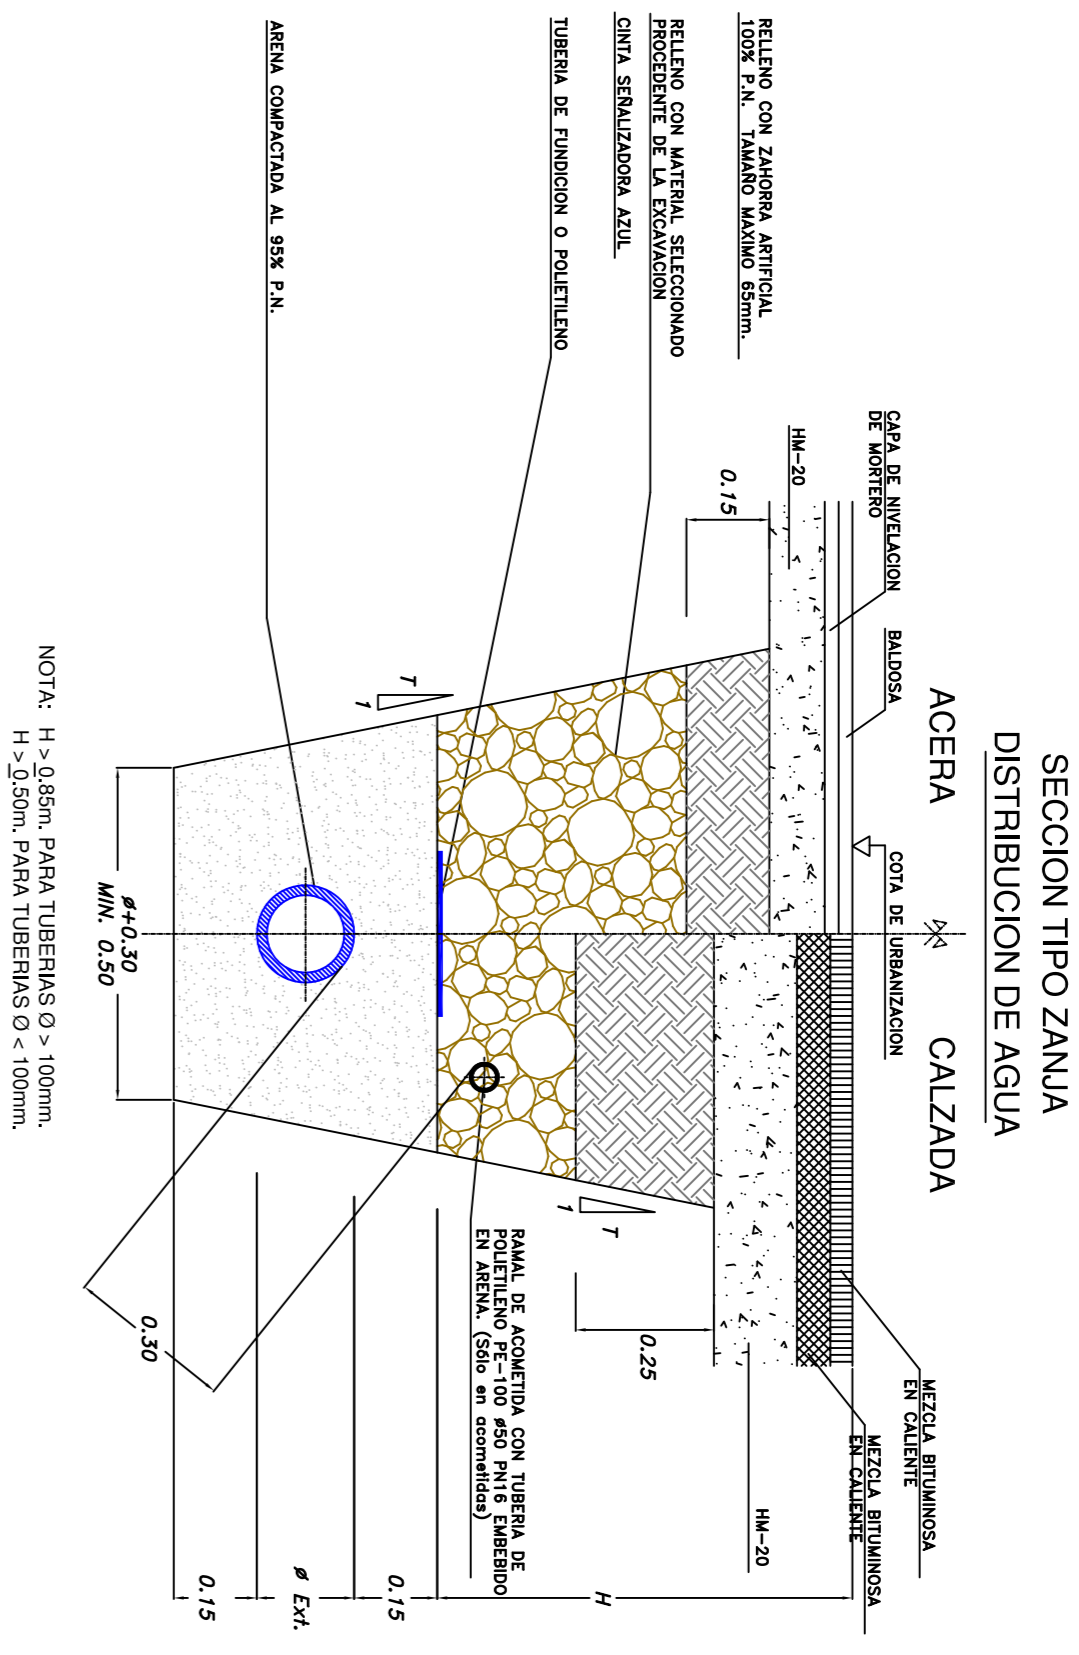 SECCION TIPO ZANJA
DISTRIBUCION DE AGUA
ACERA
CALZADA
CAPA DE NIVELACION
DE MORTERO
BALDOSA
COTA DE URBANIZACION
MEZCLA BITUMINOSA
EN CALIENTE
MEZCLA BITUMINOSA
EN CALIENTE
HM-20
HM-20
RELLENO CON ZAHORRA ARTIFICIAL
100% P.N. TAMAÑO MAXIMO 65mm.
0.15
RELLENO CON MATERIAL SELECCIONADO
PROCEDENTE DE LA EXCAVACION
0.25
CINTA SEÑALIZADORA AZUL
TUBERIA DE FUNDICION O POLIETILENO
T
1
T
1
RAMAL DE ACOMETIDA CON TUBERIA DE
POLIETILENO PE-100 ø50 PN16 EMBEBIDO
EN ARENA. (Sólo en acometidas)
H
ARENA COMPACTADA AL 95% P.N.
0.15
ø Ext.
0.15
0.30
ø+0.30
MIN. 0.50
NOTA: H > 0.85m. PARA TUBERIAS Ø > 100mm.
H > 0.50m. PARA TUBERIAS Ø < 100mm.